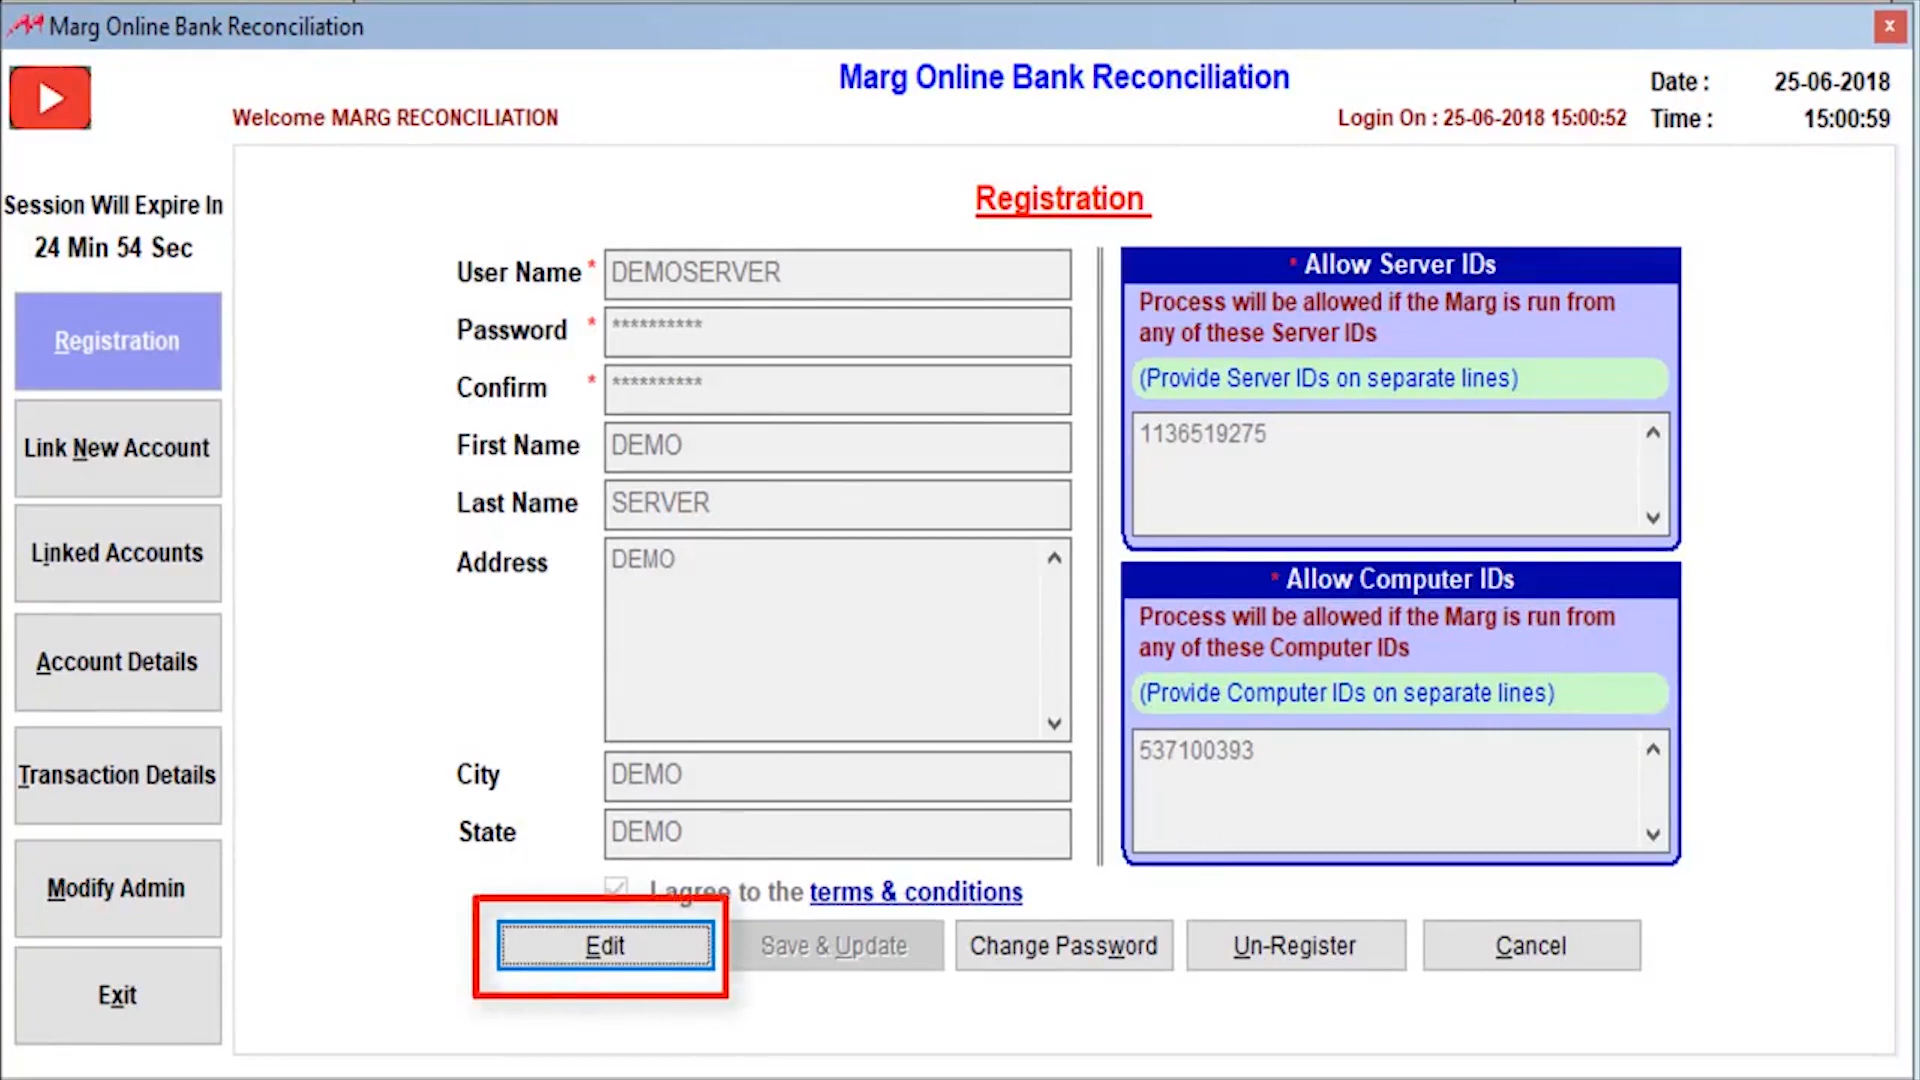 Marg Online Bank Reconciliation
x
Marg Online Bank Reconciliation
Date : 25-06-2018
Welcome MARG RECONCILIATION
Login On : 25-06-2018 15:00:52
Time : 15:00:59
Session Will Expire In
24 Min 54 Sec
Registration
Link New Account
Linked Accounts
Account Details
Transaction Details
Modify Admin
Exit
Registration
User Name * DEMOSERVER
Password * **********
Confirm * **********
First Name DEMO
Last Name SERVER
Address DEMO
City DEMO
State DEMO
I agree to the terms & conditions
* Allow Server IDs
Process will be allowed if the Marg is run from
any of these Server IDs
(Provide Server IDs on separate lines)
1136519275
* Allow Computer IDs
Process will be allowed if the Marg is run from
any of these Computer IDs
(Provide Computer IDs on separate lines)
537100393
Edit
Save & Update
Change Password
Un-Register
Cancel